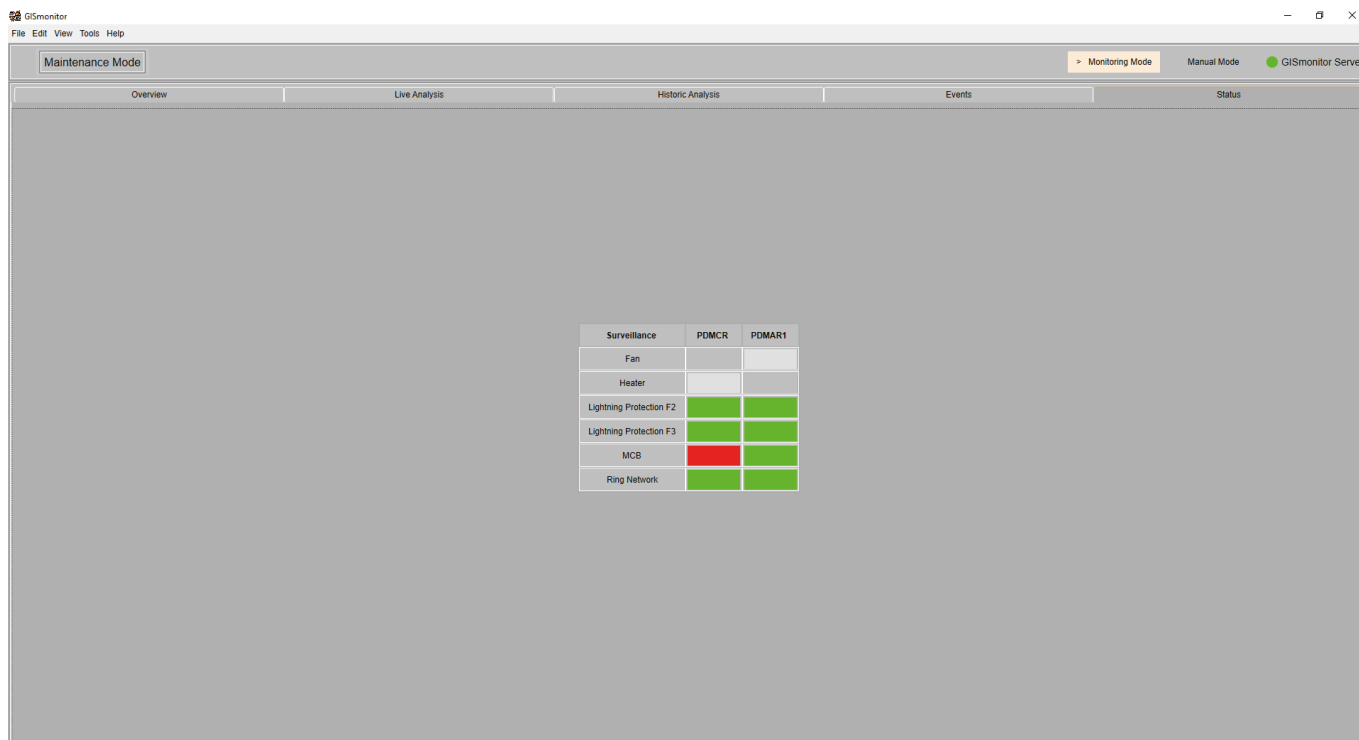 GISmonitor
File Edit View Tools Help
Maintenance Mode
> Monitoring Mode
Manual Mode
GISmonitor Serve
Overview
Live Analysis
Historic Analysis
Events
Status
Surveillance PDMCR PDMAR1
Fan
Heater
Lightning Protection F2
Lightning Protection F3
MCB
Ring Network